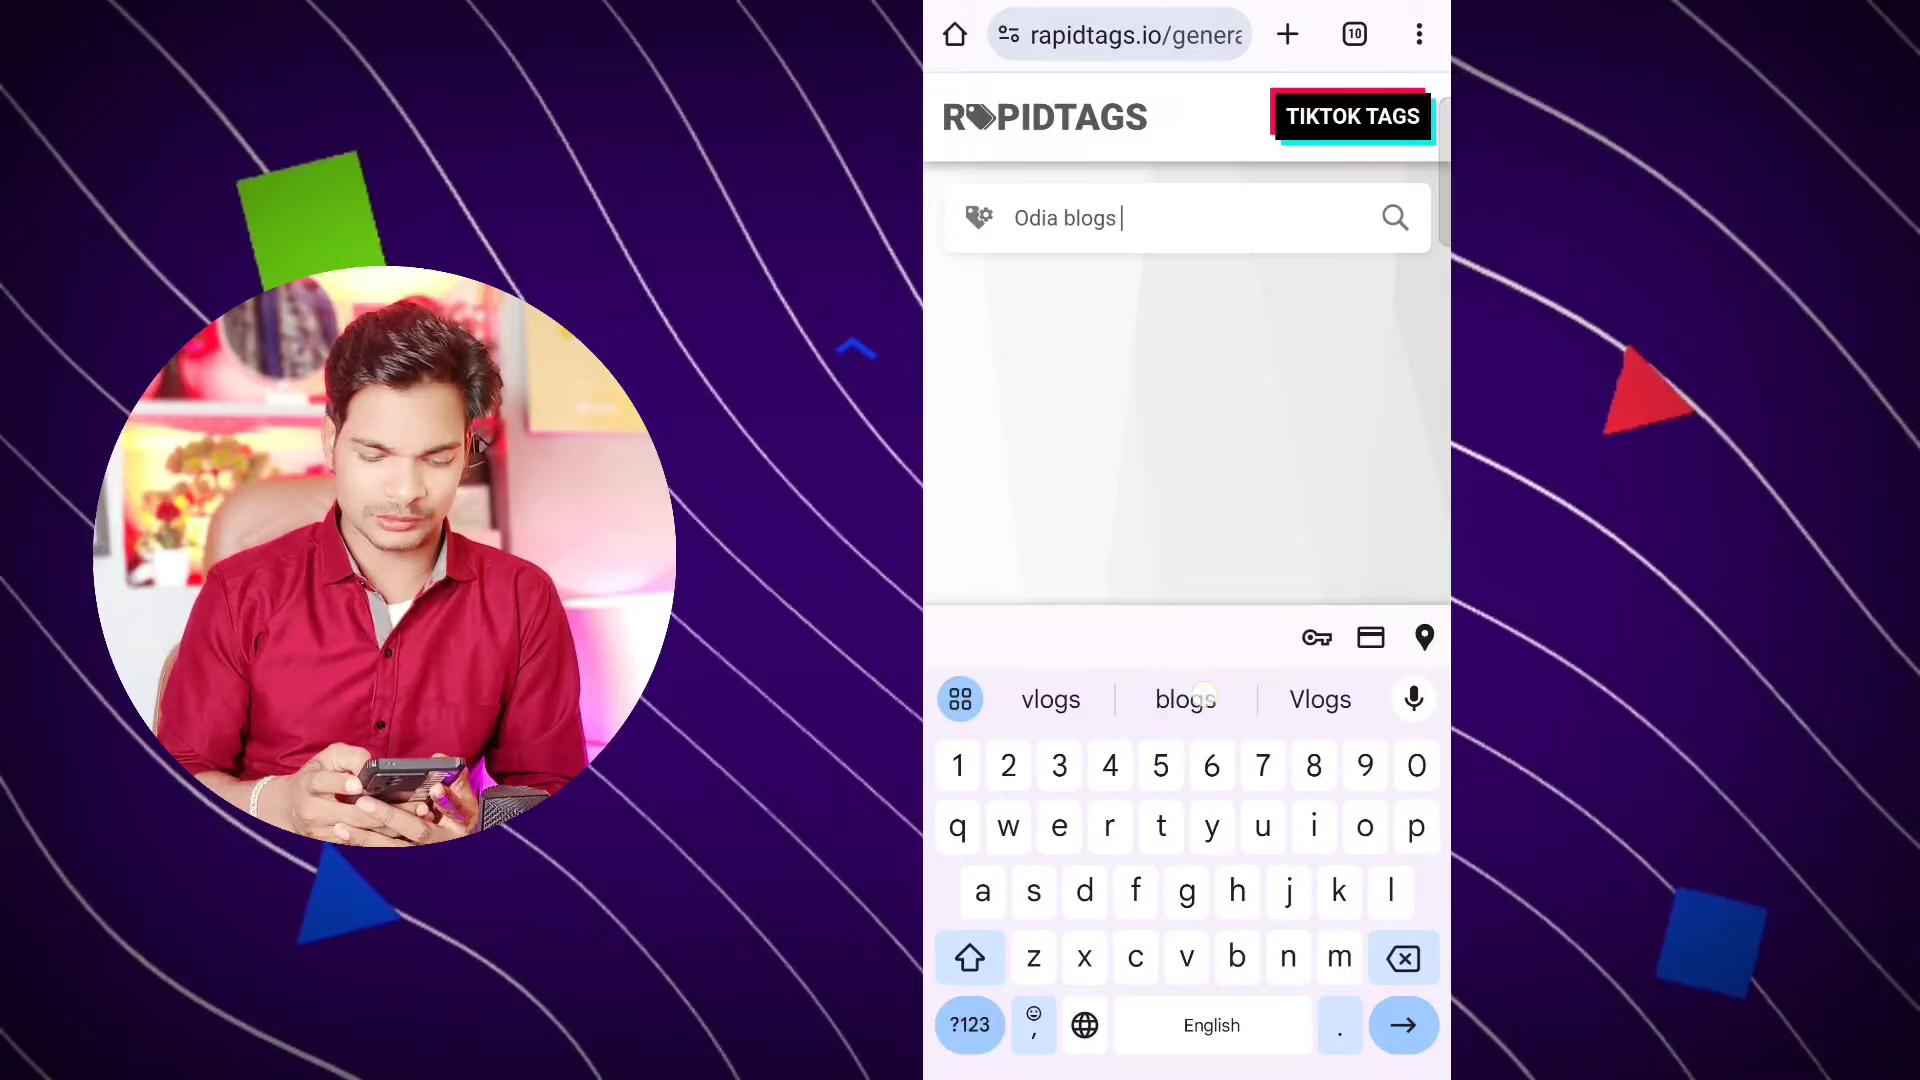 rapidtags.io/genera
10
RAPIDTAGS
TIKTOK TAGS
Odia blogs
vlogs blogs Vlogs
1 2 3 4 5 6 7 8 9 0
q w e r t y u i o p
a s d f g h j k l
z x c v b n m
?123 , English .